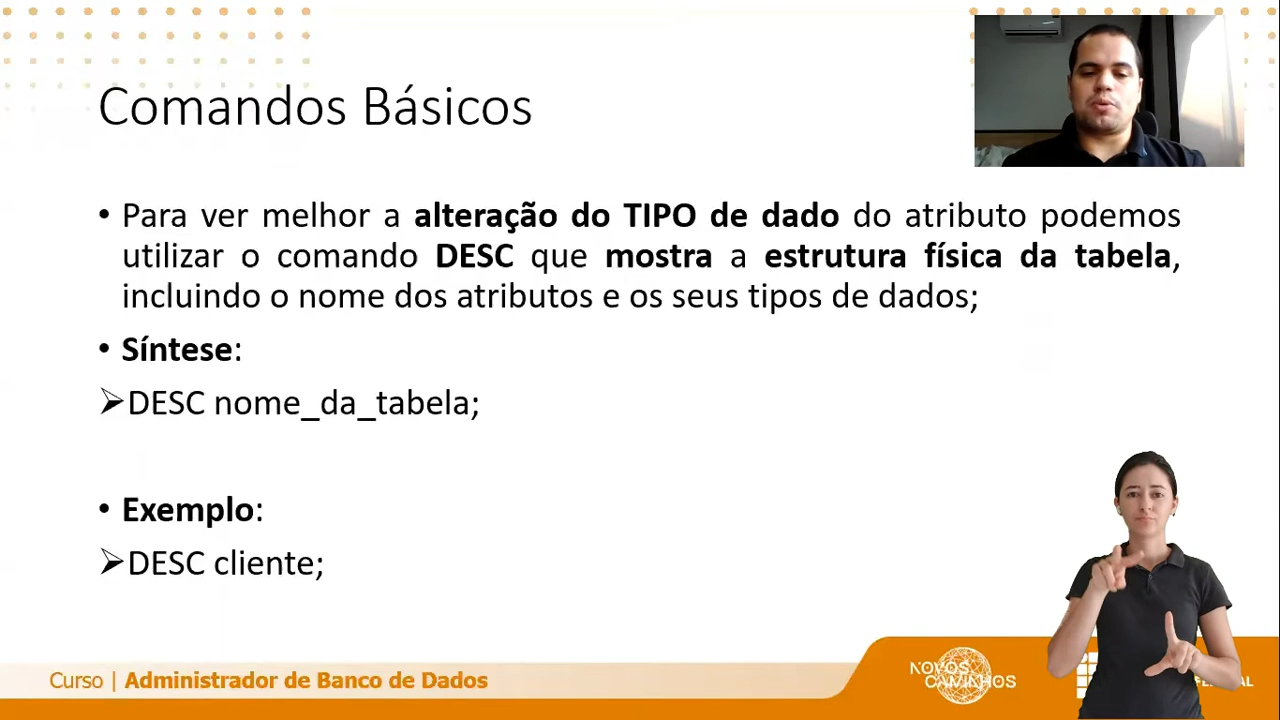 Comandos Básicos
• Para ver melhor a alteração do TIPO de dado do atributo podemos
utilizar o comando DESC que mostra a estrutura física da tabela,
incluindo o nome dos atributos e os seus tipos de dados;
• Síntese:
➢DESC nome_da_tabela;
• Exemplo:
➢DESC cliente;
Curso | Administrador de Banco de Dados
NOVOS
CAMINHOS